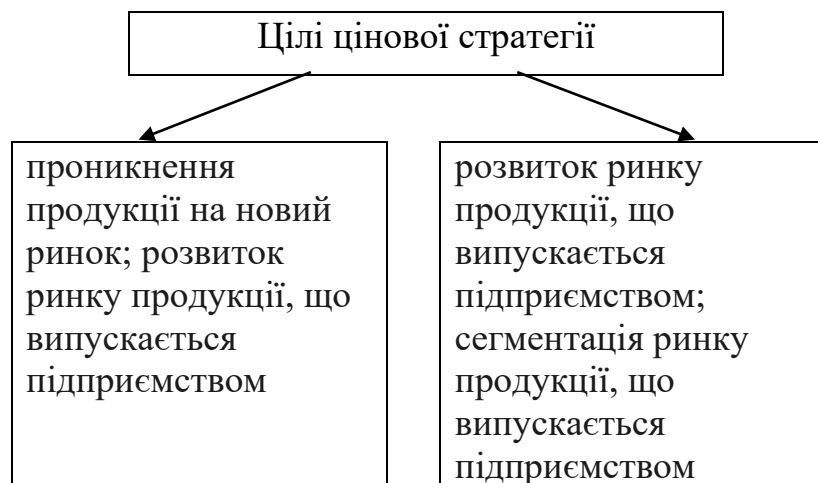 Цілі цінової стратегії
проникнення
продукції на новий
ринок; розвиток
ринку продукції, що
випускається
підприємством
розвиток ринку
продукції, що
випускається
підприємством;
сегментація ринку
продукції, що
випускається
підприємством